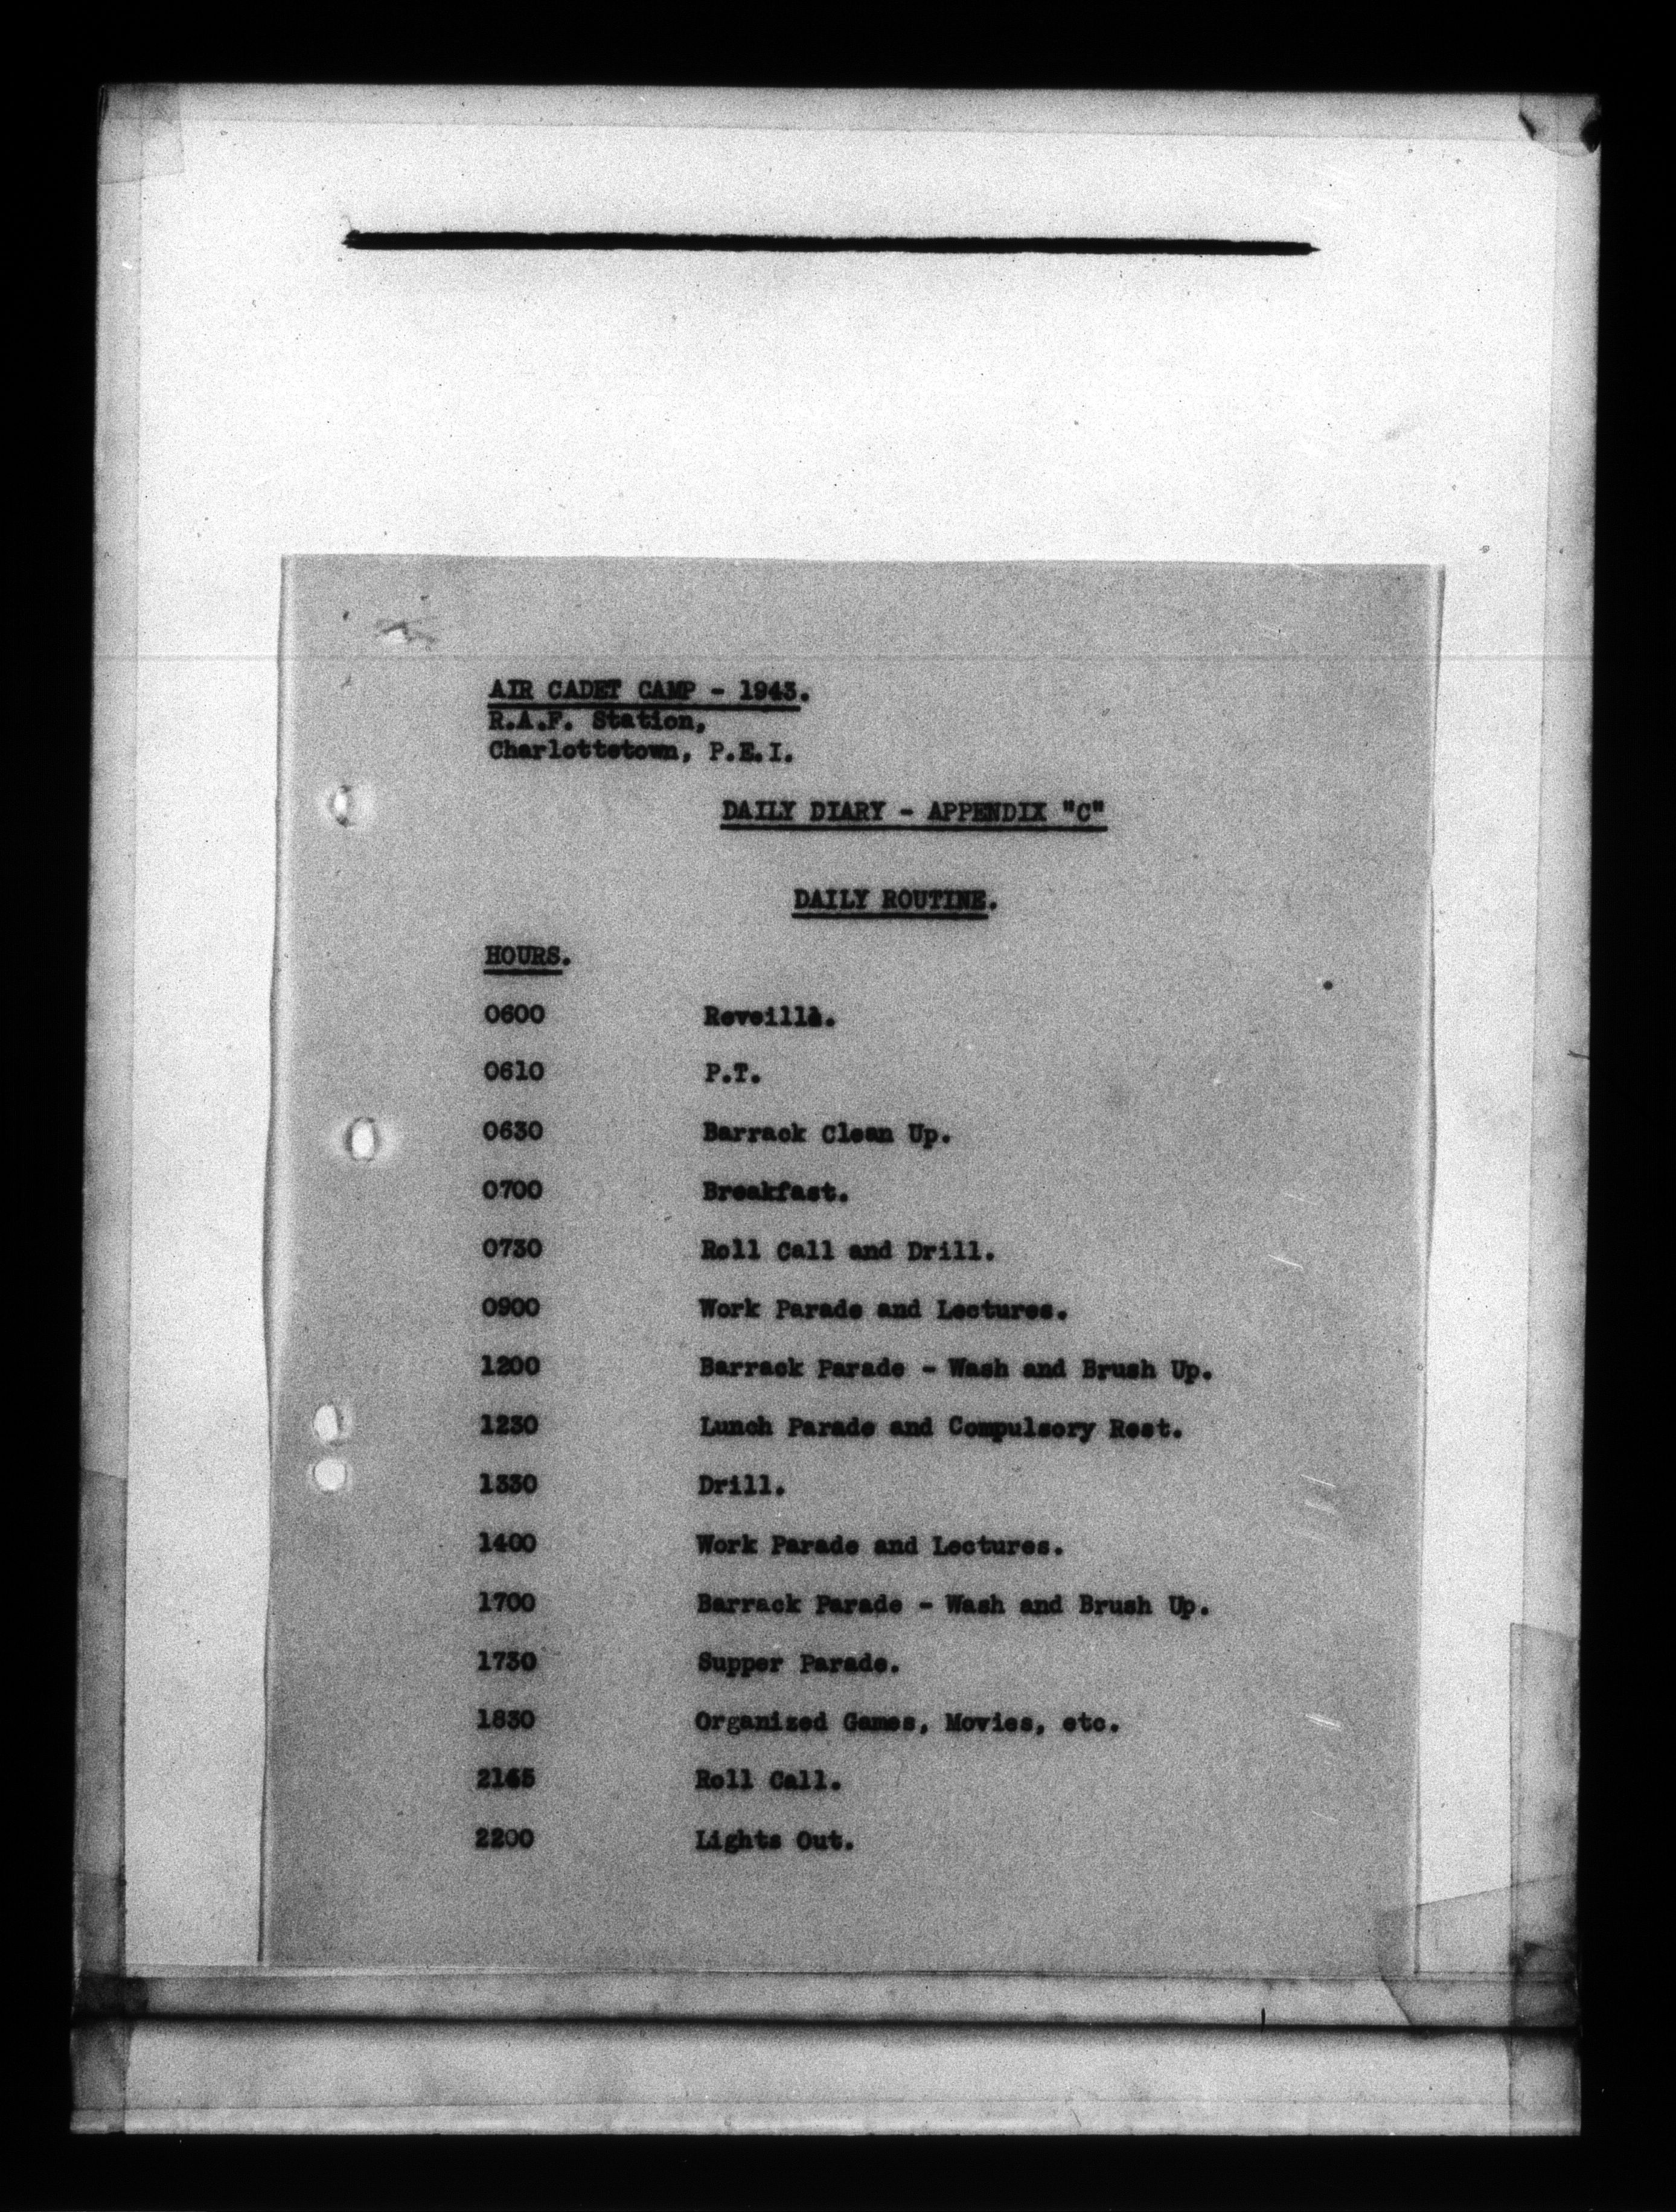 AIR CADET CAMP - 1943.
R.A.F. Station,
Charlottetown, P.E.I.
DAILY DIARY - APPENDIX "C"
DAILY ROUTINE.
HOURS.
0600 Reveille.
0610 P.T.
0630 Barrack Clean Up.
0700 Breakfast.
0730 Roll Call and Drill.
0900 Work Parade and Lectures.
1200 Barrack Parade - Wash and Brush Up.
1230 Lunch Parade and Compulsory Rest.
1330 Drill.
1400 Work Parade and Lectures.
1700 Barrack Parade - Wash and Brush Up.
1730 Supper Parade.
1830 Organized Games, Movies, etc.
Roll Call.
2200 Lights Out.